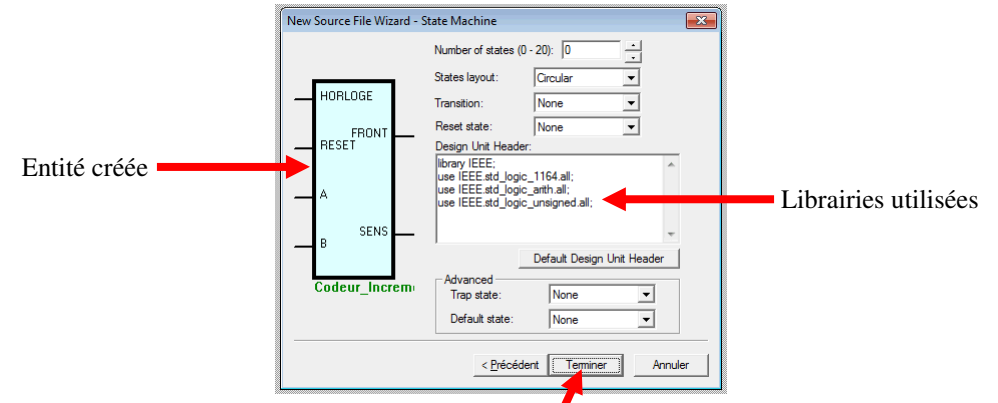 New Source File Wizard - State Machine
Number of states (0 - 20): 0
States layout: Circular
Transition: None
Reset state: None
Design Unit Header:
library IEEE;
use IEEE.std_logic_1164.all;
use IEEE.std_logic_arith.all;
use IEEE.std_logic_unsigned.all;
Default Design Unit Header
Advanced
Trap state: None
Default state: None
< Précédent Terminer Annuler
HORLOGE
FRONT
RESET
A
SENS
B
Codeur_Increm
Entité créée
Librairies utilisées